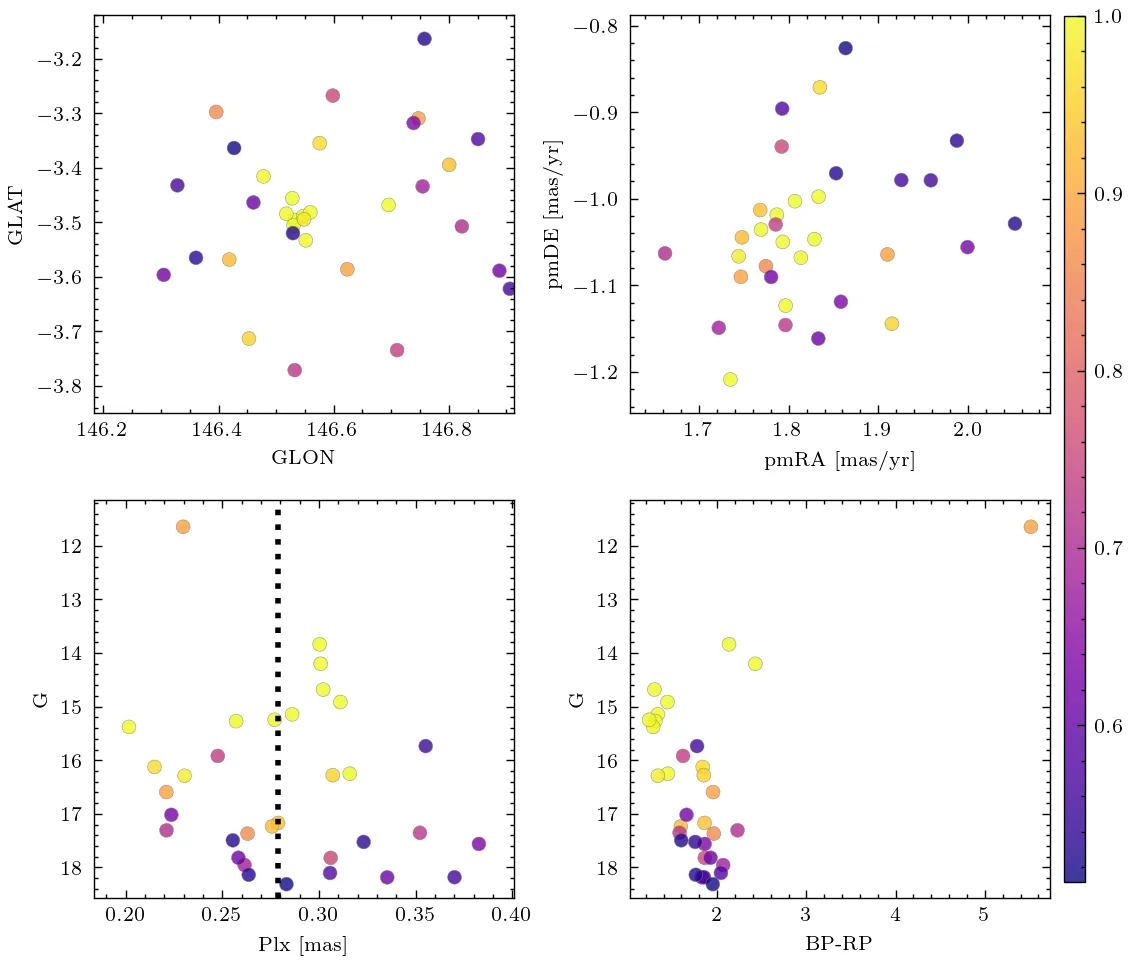 −3.2
−3.3
−3.4
−3.5
−3.6
−3.7
−3.8
GLAT
146.2 146.4 146.6 146.8
GLON
−0.8
−0.9
−1.0
−1.1
−1.2
pmDE [mas/yr]
1.7 1.8 1.9 2.0
pmRA [mas/yr]
1.0
0.9
0.8
0.7
0.6
12
13
14
15
16
17
18
G
0.20 0.25 0.30 0.35 0.40
Plx [mas]
12
13
14
15
16
17
18
G
2 3 4 5
BP-RP